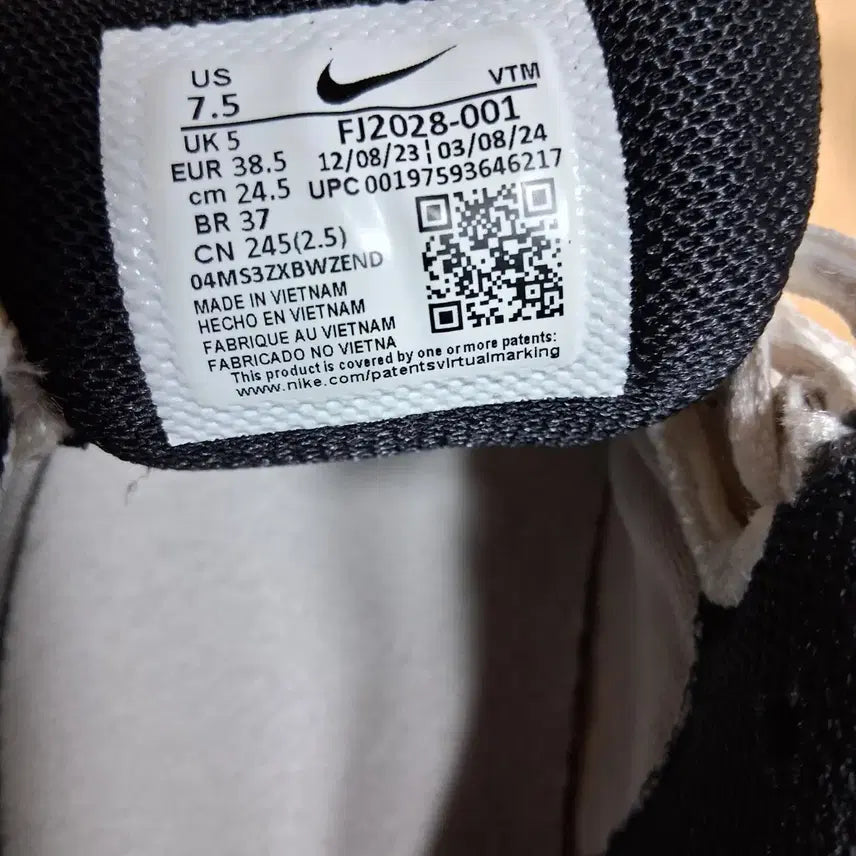 US
7.5
VTM
FJ2028-001
UK 5
12/08/23 | 03/08/24
EUR 38.5
UPC 00197593646217
cm 24.5
BR 37
CN 245(2.5)
04MS3ZXBWZEND
MADE IN VIETNAM
HECHO EN VIETNAM
FABRIQUE AU VIETNAM
FABRICADO NO VIETNA
This product is covered by one or more patents:
www.nike.com/patentsvirtualmarking